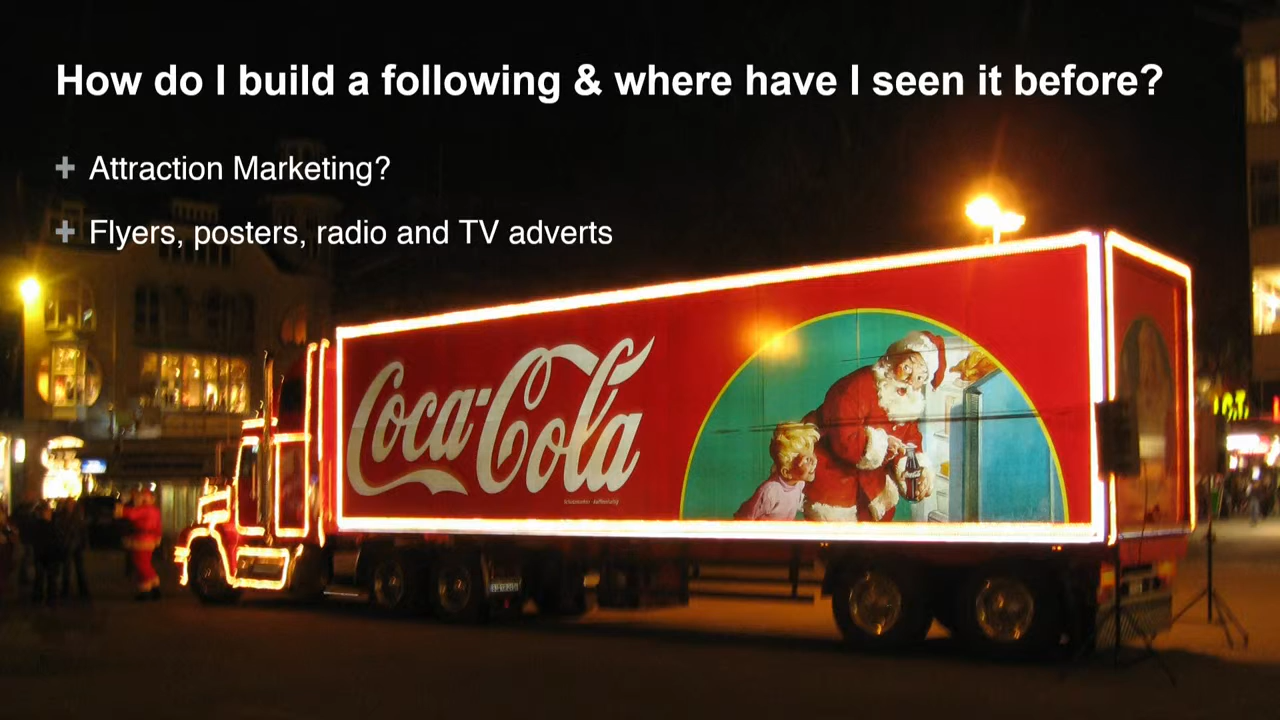 How do I build a following & where have I seen it before?
Attraction Marketing?
Flyers, posters, radio and TV adverts
Coca-Cola